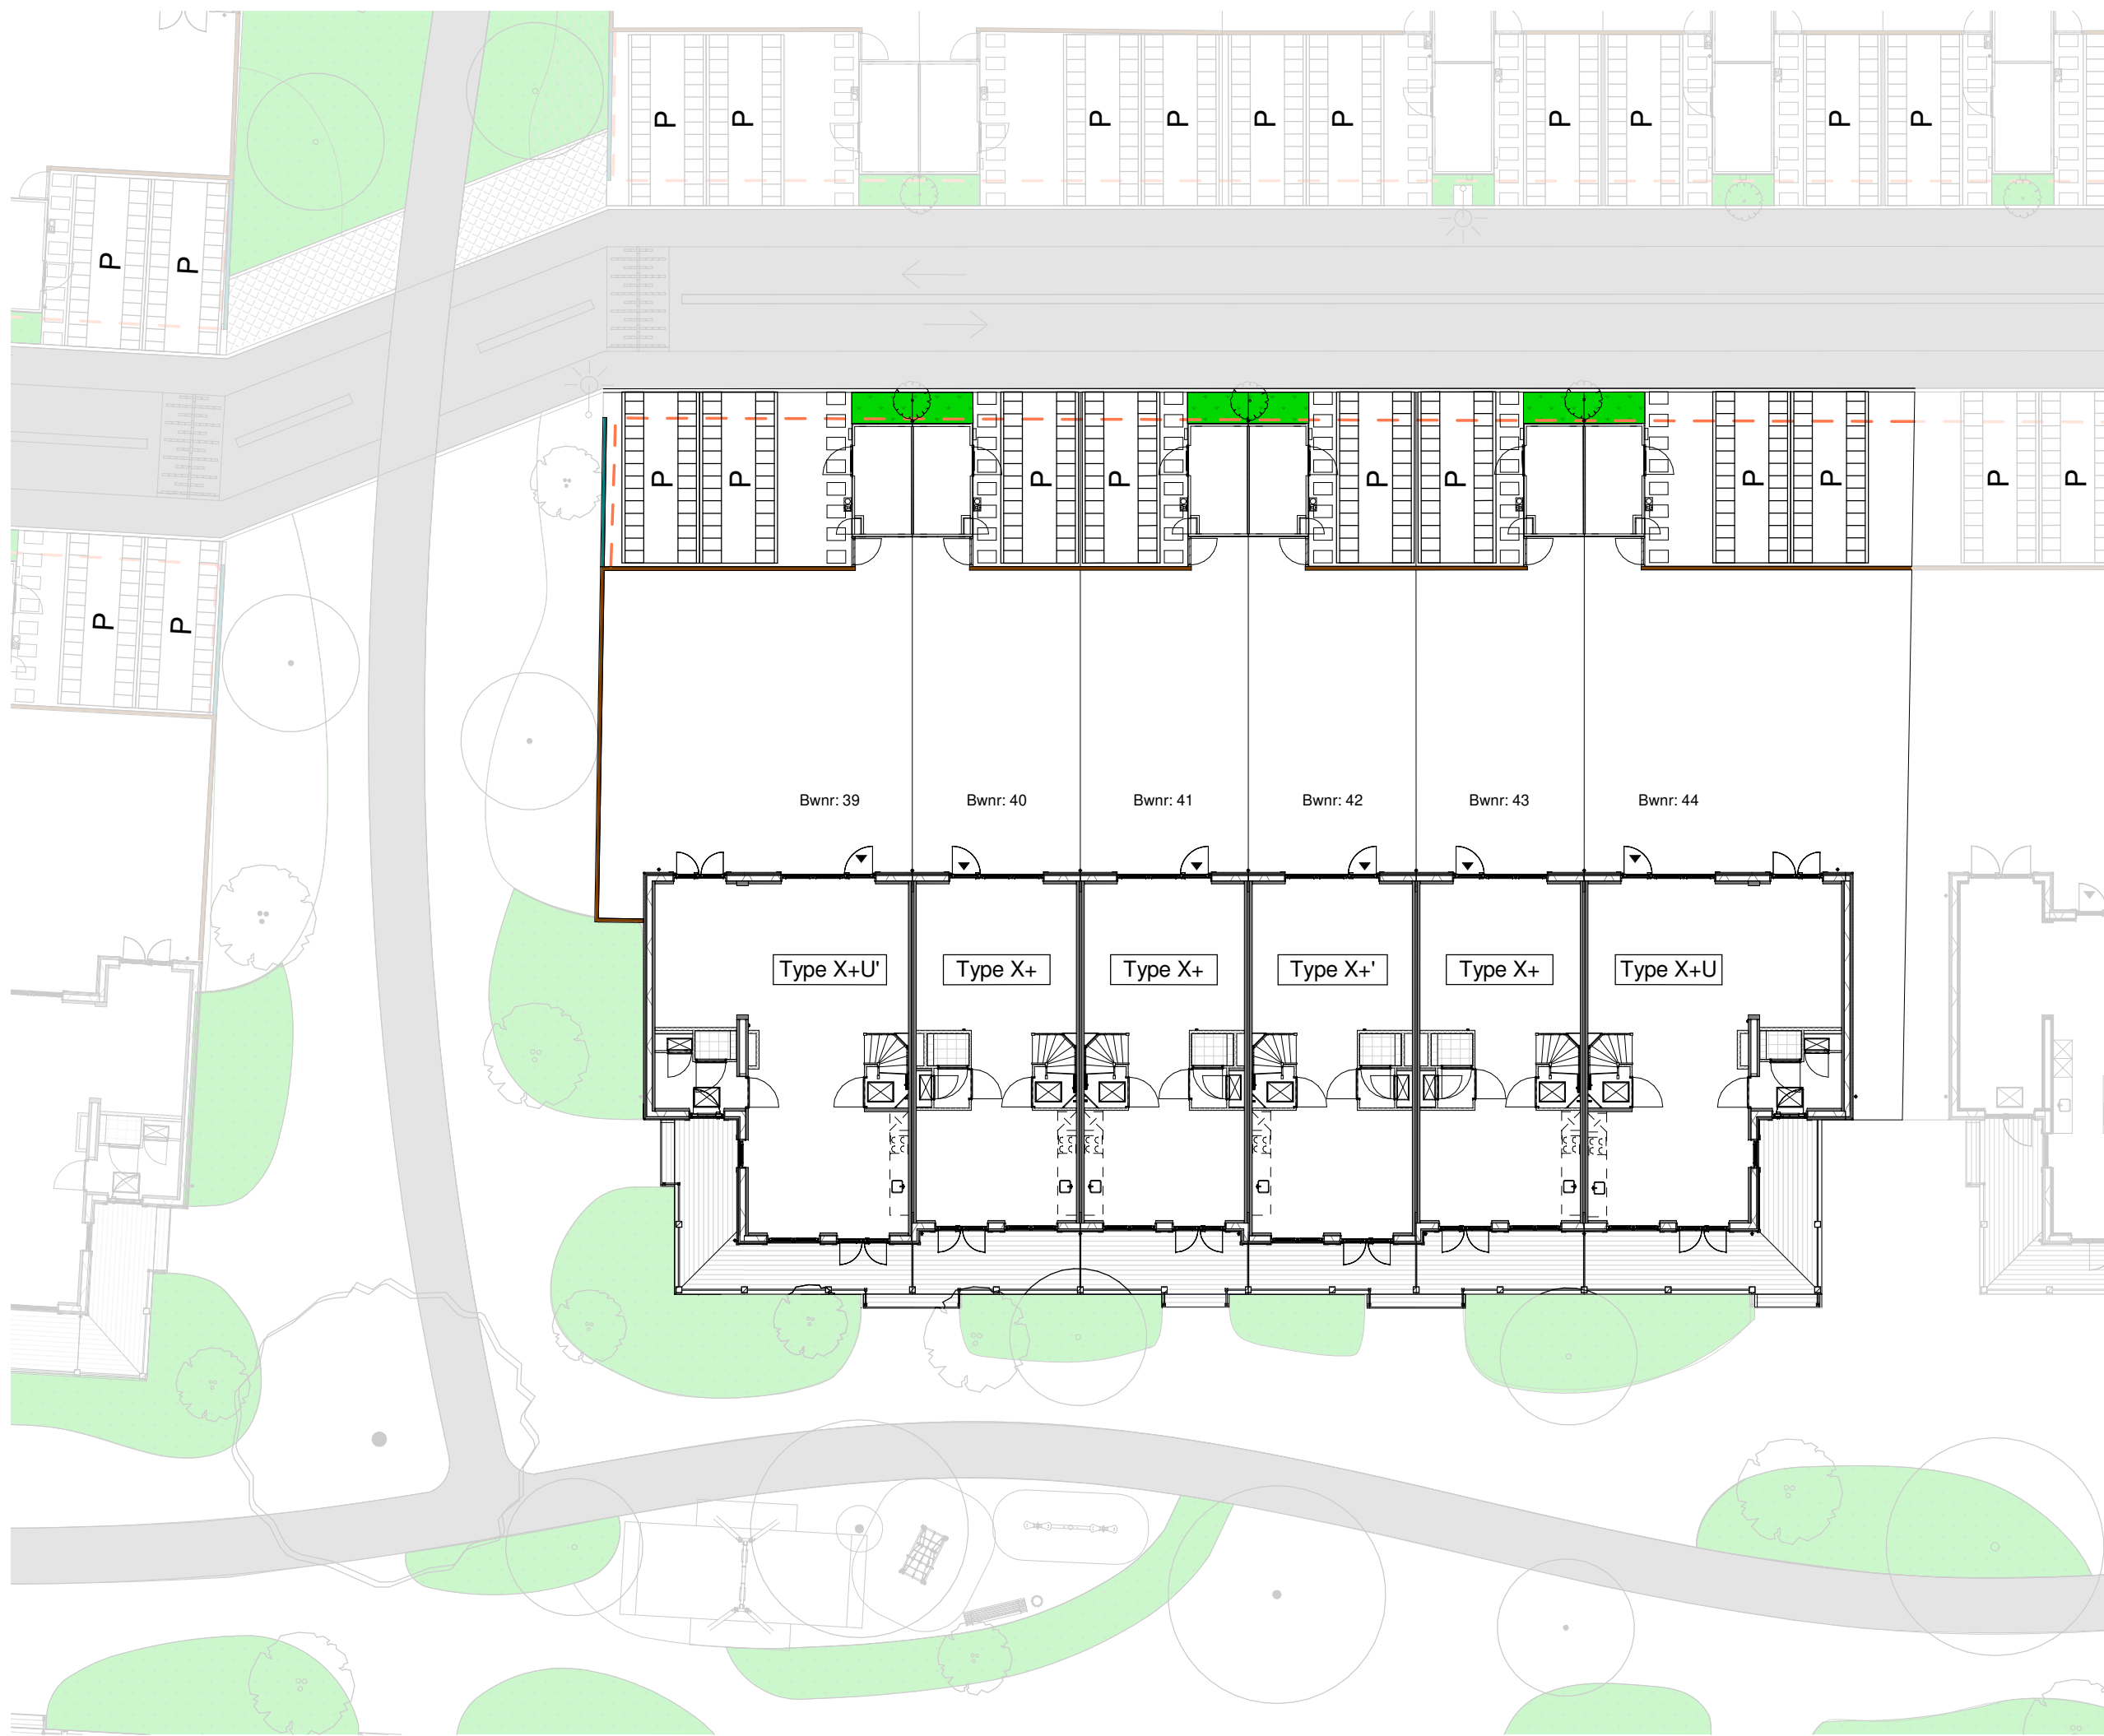 P P P P P P P P P P
P P
P P P P P P P P P P
P P
Bwnr: 39 Bwnr: 40 Bwnr: 41 Bwnr: 42 Bwnr: 43 Bwnr: 44
Type X+U' Type X+ Type X+ Type X+' Type X+ Type X+U